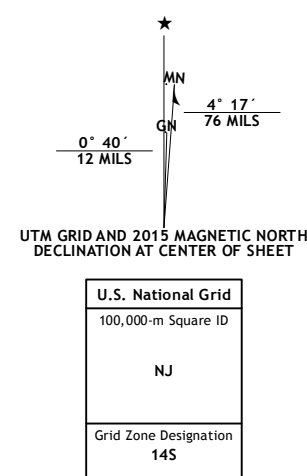 MN
GN
4° 17´
76 MILS
0° 40´
12 MILS
UTM GRID AND 2015 MAGNETIC NORTH
DECLINATION AT CENTER OF SHEET
U.S. National Grid
100,000-m Square ID
NJ
Grid Zone Designation
14S